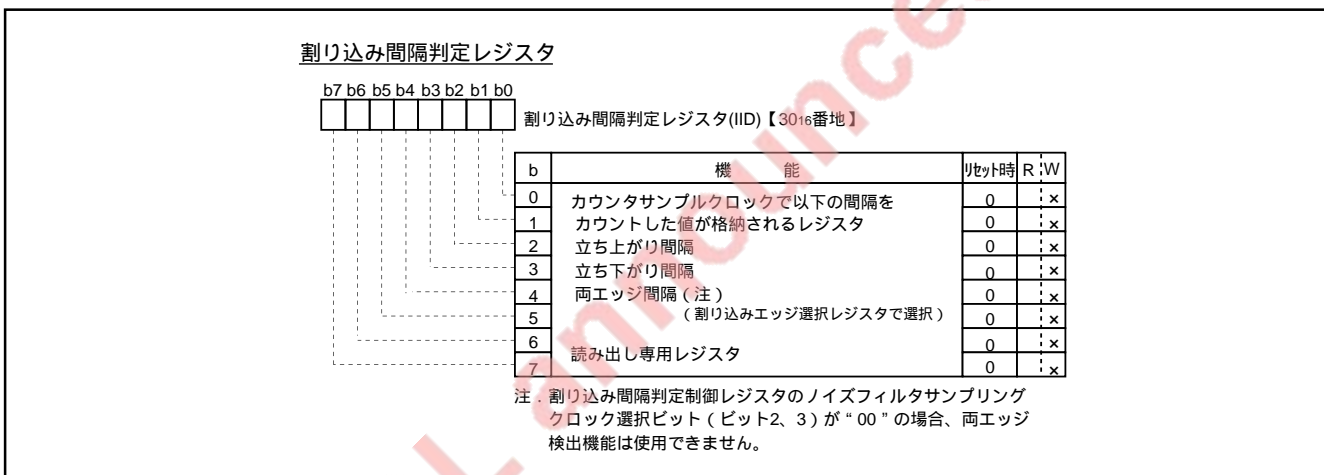 割り込み間隔判定レジスタ
b7 b6 b5 b4 b3 b2 b1 b0
割り込み間隔判定レジスタ(IID)【3016番地】
b 機 能 リセット時 R W
0 カウンタサンプルクロックで以下の間隔を 0 ×
1 カウントした値が格納されるレジスタ 0 ×
2 立ち上がり間隔 0 ×
3 立ち下がり間隔 0 ×
4 両エッジ間隔(注) 0 ×
5 (割り込みエッジ選択レジスタで選択) 0 ×
6 0 ×
読み出し専用レジスタ
7 0 ×
注.割り込み間隔判定制御レジスタのノイズフィルタサンプリング
クロック選択ビット(ビット2、3)が“00”の場合、両エッジ
検出機能は使用できません。
L announce